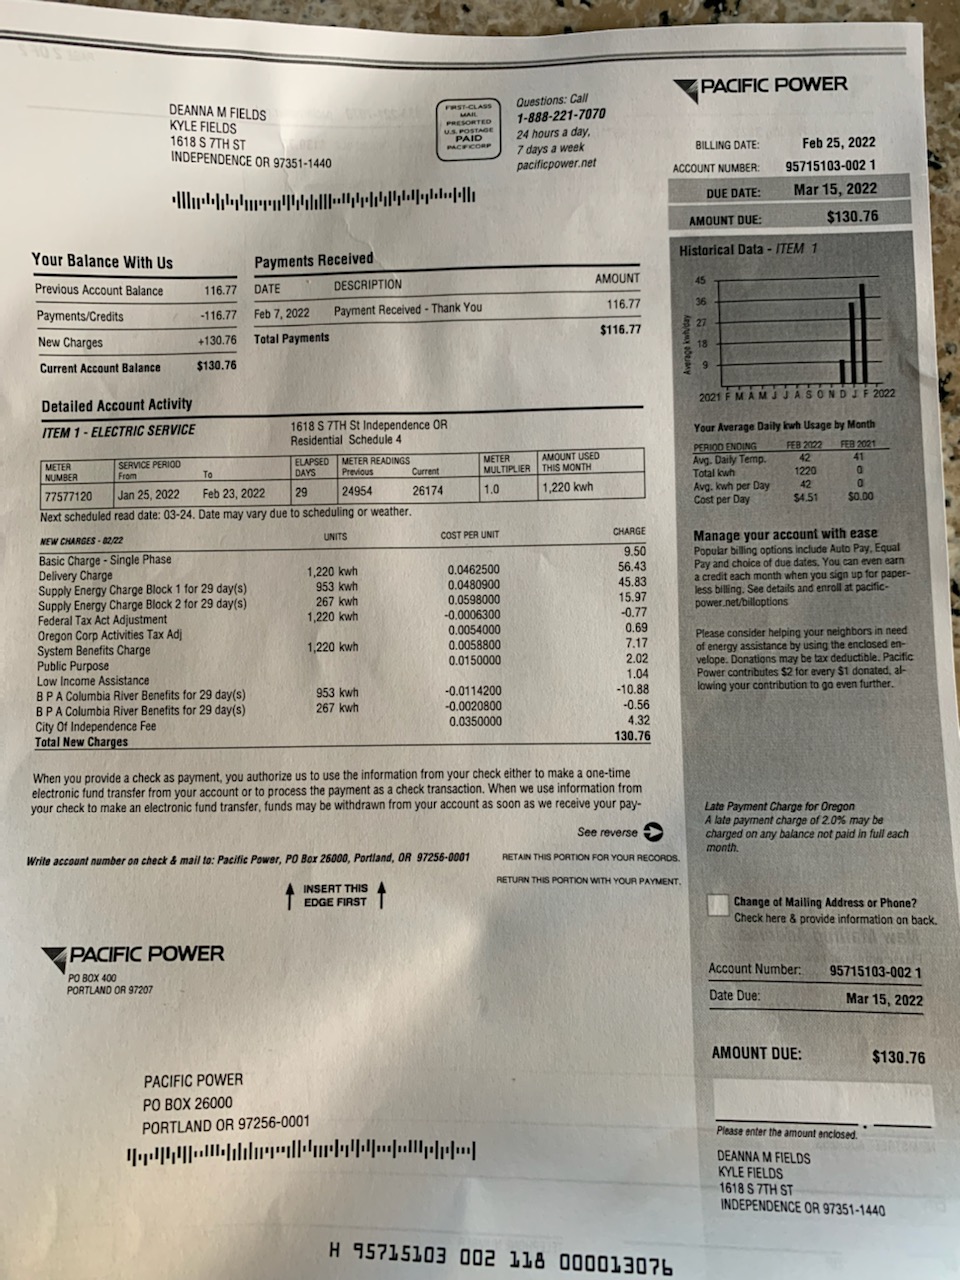 DEANNA M FIELDS
KYLE FIELDS
1618 S 7TH ST
INDEPENDENCE OR 97351-1440
FIRST-CLASS
MAIL
PRESORTED
U.S. POSTAGE
PAID
PACIFICORP
Questions: Call
1-888-221-7070
24 hours a day,
7 days a week
pacificpower.net
PACIFIC POWER
BILLING DATE: Feb 25, 2022
ACCOUNT NUMBER: 95715103-002 1
DUE DATE: Mar 15, 2022
AMOUNT DUE: $130.76
Your Balance With Us
Previous Account Balance 116.77
Payments/Credits -116.77
New Charges +130.76
Current Account Balance $130.76
Payments Received
DATE DESCRIPTION AMOUNT
Feb 7, 2022 Payment Received - Thank You 116.77
Total Payments $116.77
Historical Data - ITEM 1
Average kwh/day
45
36
27
18
9
2021 F M A M J J A S O N D J F 2022
Your Average Daily kwh Usage by Month
PERIOD ENDING FEB 2022 FEB 2021
Avg. Daily Temp. 42 41
Total kwh 1220 0
Avg. kwh per Day 42 0
Cost per Day $4.51 $0.00
Detailed Account Activity
ITEM 1 - ELECTRIC SERVICE
1618 S 7TH St Independence OR
Residential Schedule 4
METER NUMBER SERVICE PERIOD From To ELAPSED DAYS METER READINGS Previous Current METER MULTIPLIER AMOUNT USED THIS MONTH
77577120 Jan 25, 2022 Feb 23, 2022 29 24954 26174 1.0 1,220 kwh
Next scheduled read date: 03-24. Date may vary due to scheduling or weather.
NEW CHARGES - 02/22 UNITS COST PER UNIT CHARGE
Basic Charge - Single Phase 9.50
Delivery Charge 1,220 kwh 0.0462500 56.43
Supply Energy Charge Block 1 for 29 day(s) 953 kwh 0.0480900 45.83
Supply Energy Charge Block 2 for 29 day(s) 267 kwh 0.0598000 15.97
Federal Tax Act Adjustment 1,220 kwh -0.0006300 -0.77
Oregon Corp Activities Tax Adj 0.0054000 0.69
System Benefits Charge 1,220 kwh 0.0058800 7.17
Public Purpose 0.0150000 2.02
Low Income Assistance 1.04
B P A Columbia River Benefits for 29 day(s) 953 kwh -0.0114200 -10.88
B P A Columbia River Benefits for 29 day(s) 267 kwh -0.0020800 -0.56
City Of Independence Fee 0.0350000 4.32
Total New Charges 130.76
Manage your account with ease
Popular billing options include Auto Pay, Equal
Pay and choice of due dates. You can even earn
a credit each month when you sign up for paper-
less billing. See details and enroll at pacific-
power.net/billoptions
Please consider helping your neighbors in need
of energy assistance by using the enclosed en-
velope. Donations may be tax deductible. Pacific
Power contributes $2 for every $1 donated, al-
lowing your contribution to go even further.
When you provide a check as payment, you authorize us to use the information from your check either to make a one-time
electronic fund transfer from your account or to process the payment as a check transaction. When we use information from
your check to make an electronic fund transfer, funds may be withdrawn from your account as soon as we receive your pay-
See reverse
Late Payment Charge for Oregon
A late payment charge of 2.0% may be
charged on any balance not paid in full each
month.
Write account number on check & mail to: Pacific Power, PO Box 26000, Portland, OR 97256-0001
RETAIN THIS PORTION FOR YOUR RECORDS.
RETURN THIS PORTION WITH YOUR PAYMENT.
INSERT THIS
EDGE FIRST
Change of Mailing Address or Phone?
Check here & provide information on back.
PACIFIC POWER
PO BOX 400
PORTLAND OR 97207
Account Number: 95715103-002 1
Date Due: Mar 15, 2022
AMOUNT DUE: $130.76
Please enter the amount enclosed.
PACIFIC POWER
PO BOX 26000
PORTLAND OR 97256-0001
DEANNA M FIELDS
KYLE FIELDS
1618 S 7TH ST
INDEPENDENCE OR 97351-1440
H 95715103 002 118 000013076